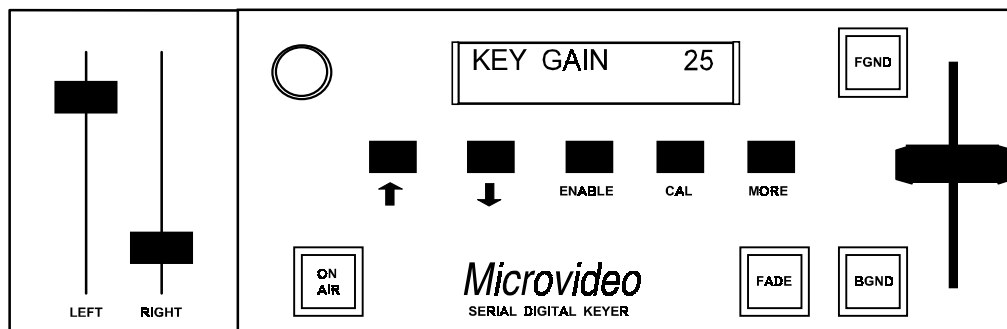 KEY GAIN 25
FGND
ENABLE CAL MORE
ON
AIR
Microvideo
SERIAL DIGITAL KEYER
FADE
BGND
LEFT RIGHT